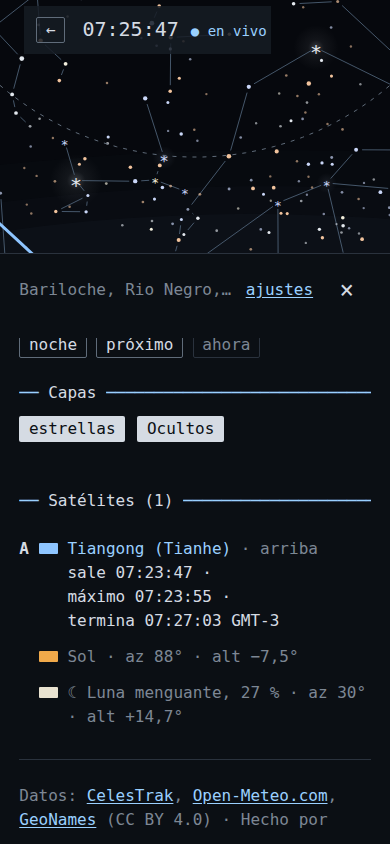 ← 07:25:47 ● en vivo
Bariloche, Rio Negro,… ajustes ×
noche próximo ahora
Capas
estrellas Ocultos
Satélites (1)
A Tiangong (Tianhe) · arriba
sale 07:23:47 ·
máximo 07:23:55 ·
termina 07:27:03 GMT-3
Sol · az 88° · alt −7,5°
☾ Luna menguante, 27 % · az 30°
· alt +14,7°
Datos: CelesTrak, Open-Meteo.com,
GeoNames (CC BY 4.0) · Hecho por